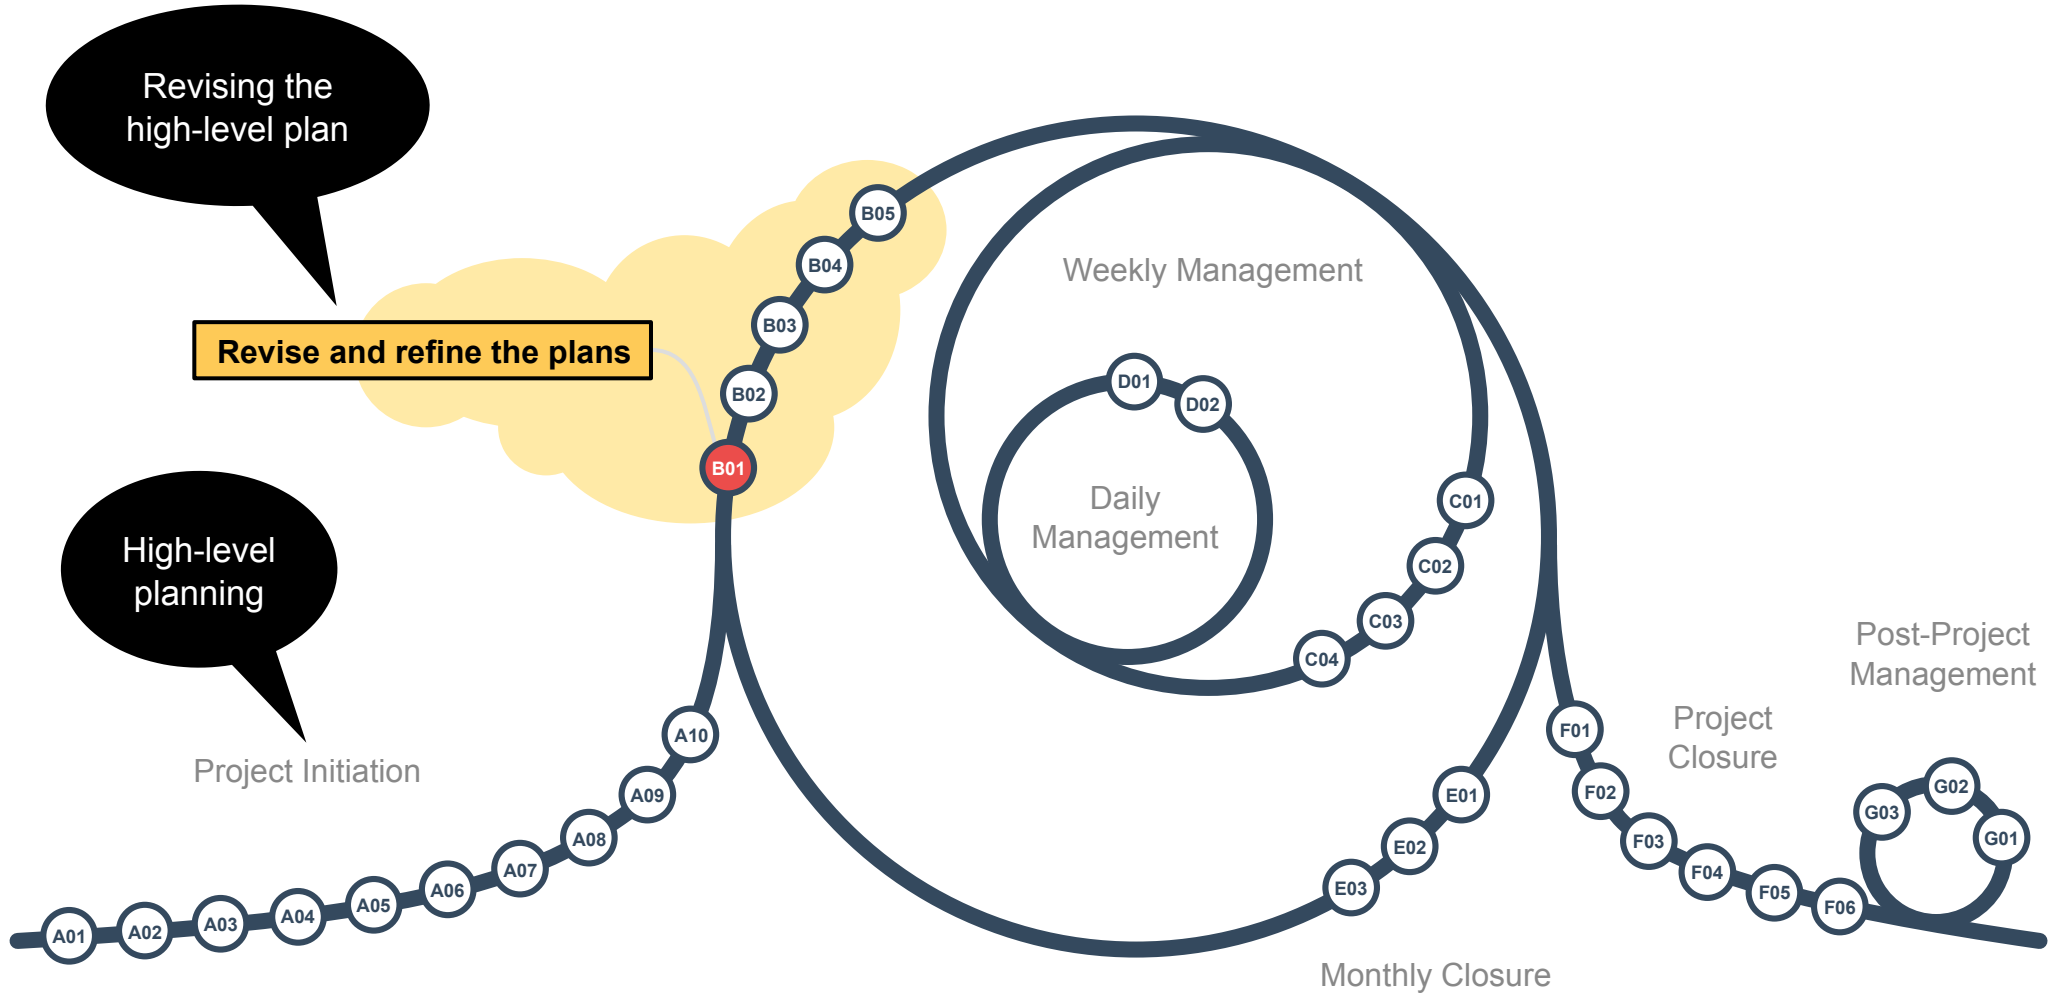 Revising the
high-level plan
Revise and refine the plans
High-level
planning
Project Initiation
A01
A02
A03
A04
A05
A06
A07
A08
A09
A10
B01
B02
B03
B04
B05
Weekly Management
Daily
Management
D01
D02
C01
C02
C03
C04
E01
E02
E03
Monthly Closure
F01
F02
F03
F04
F05
F06
Project
Closure
Post-Project
Management
G01
G02
G03